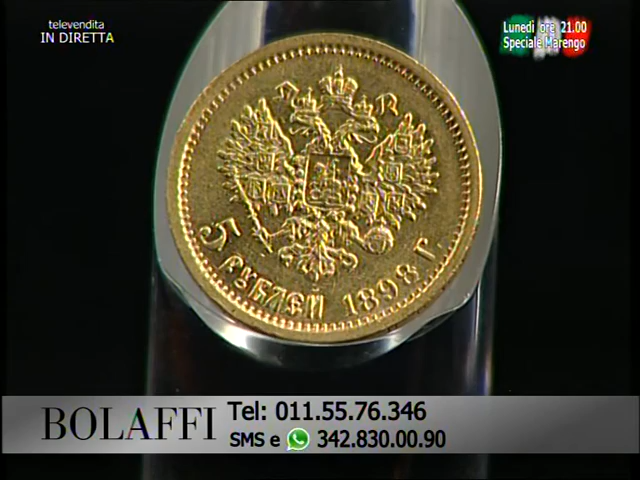 televendita
IN DIRETTA
Lunedì ore 21.00
Speciale Marengo
5 РУБЛЕЙ 1898 Г.
BOLAFFI
Tel: 011.55.76.346
SMS e 342.830.00.90